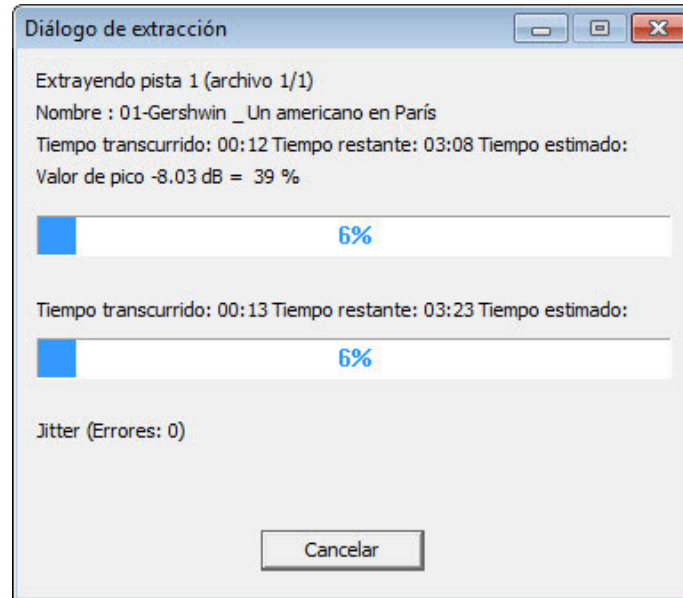 Diálogo de extracción
Extrayendo pista 1 (archivo 1/1)
Nombre : 01-Gershwin _ Un americano en París
Tiempo transcurrido: 00:12 Tiempo restante: 03:08 Tiempo estimado:
Valor de pico -8.03 dB = 39 %
6%
Tiempo transcurrido: 00:13 Tiempo restante: 03:23 Tiempo estimado:
6%
Jitter (Errores: 0)
Cancelar